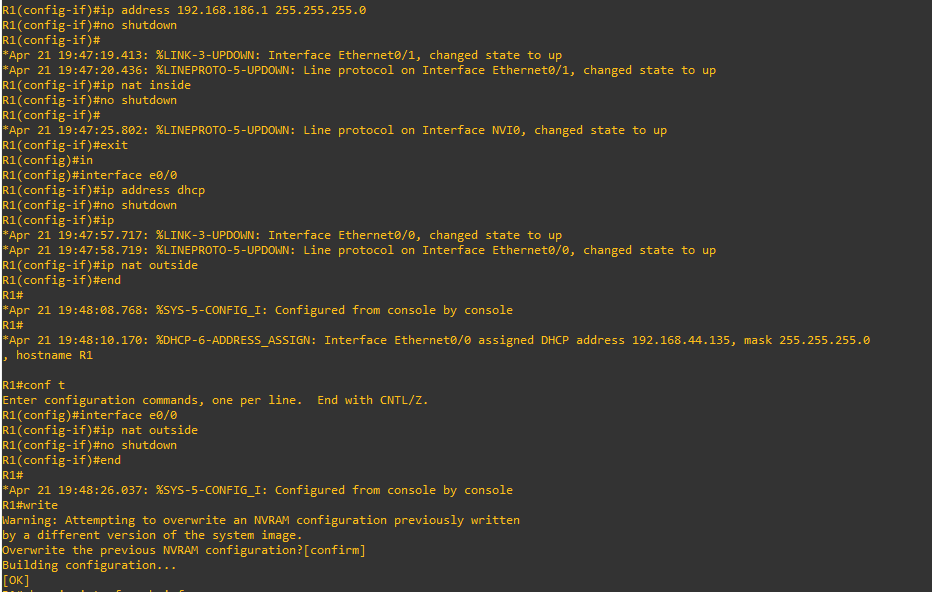 R1(config-if)#ip address 192.168.186.1 255.255.255.0
R1(config-if)#no shutdown
R1(config-if)#
*Apr 21 19:47:19.413: %LINK-3-UPDOWN: Interface Ethernet0/1, changed state to up
*Apr 21 19:47:20.436: %LINEPROTO-5-UPDOWN: Line protocol on Interface Ethernet0/1, changed state to up
R1(config-if)#ip nat inside
R1(config-if)#no shutdown
R1(config-if)#
*Apr 21 19:47:25.802: %LINEPROTO-5-UPDOWN: Line protocol on Interface NVI0, changed state to up
R1(config-if)#exit
R1(config)#in
R1(config)#interface e0/0
R1(config-if)#ip address dhcp
R1(config-if)#no shutdown
R1(config-if)#ip
*Apr 21 19:47:57.717: %LINK-3-UPDOWN: Interface Ethernet0/0, changed state to up
*Apr 21 19:47:58.719: %LINEPROTO-5-UPDOWN: Line protocol on Interface Ethernet0/0, changed state to up
R1(config-if)#ip nat outside
R1(config-if)#end
R1#
*Apr 21 19:48:08.768: %SYS-5-CONFIG_I: Configured from console by console
R1#
*Apr 21 19:48:10.170: %DHCP-6-ADDRESS_ASSIGN: Interface Ethernet0/0 assigned DHCP address 192.168.44.135, mask 255.255.255.0
, hostname R1
R1#conf t
Enter configuration commands, one per line.  End with CNTL/Z.
R1(config)#interface e0/0
R1(config-if)#ip nat outside
R1(config-if)#no shutdown
R1(config-if)#end
R1#
*Apr 21 19:48:26.037: %SYS-5-CONFIG_I: Configured from console by console
R1#write
Warning: Attempting to overwrite an NVRAM configuration previously written
by a different version of the system image.
Overwrite the previous NVRAM configuration?[confirm]
Building configuration...
[OK]